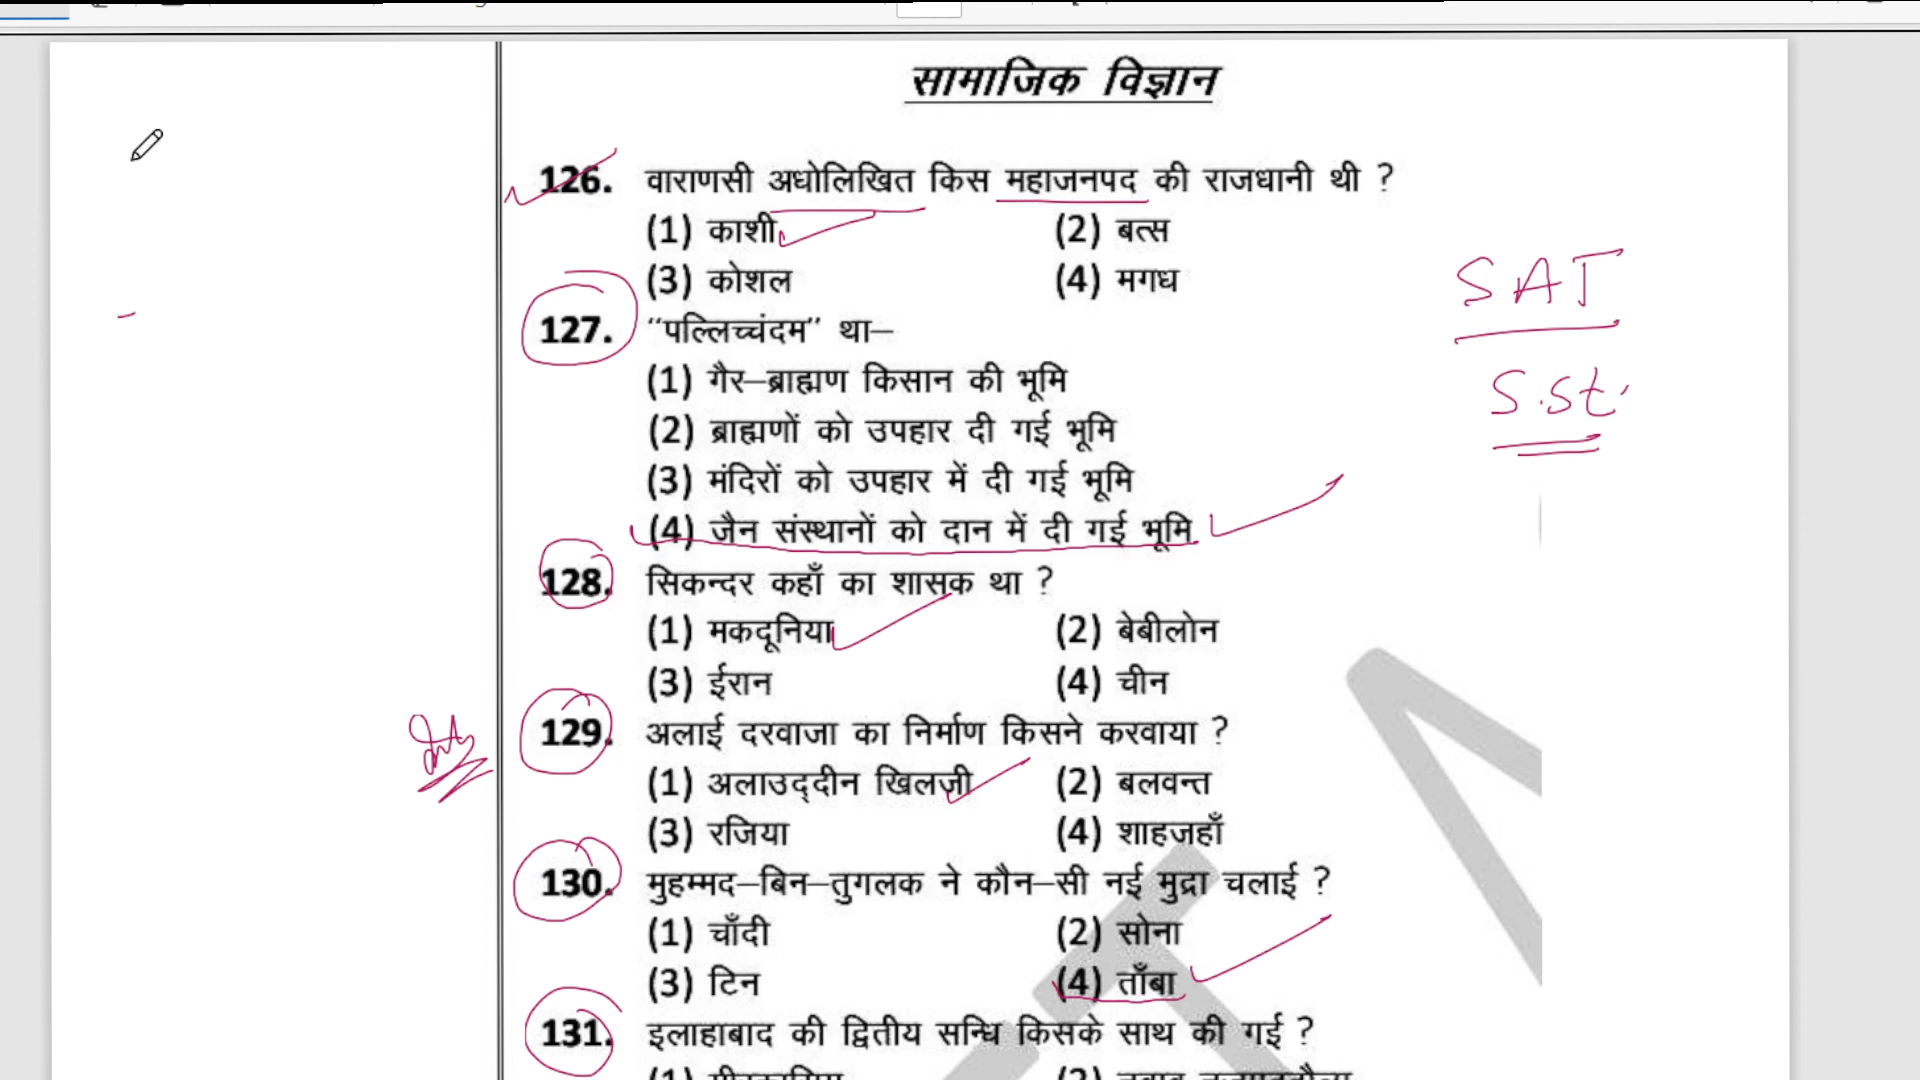 सामाजिक विज्ञान
126. वाराणसी अधोलिखित किस महाजनपद की राजधानी थी ?
(1) काशी (2) बत्स
(3) कोशल (4) मगध
SAT
127. “पल्लिच्चंदम” था–
(1) गैर–ब्राह्मण किसान की भूमि
S.St.
(2) ब्राह्मणों को उपहार दी गई भूमि
(3) मंदिरों को उपहार में दी गई भूमि
(4) जैन संस्थानों को दान में दी गई भूमि
128. सिकन्दर कहाँ का शासक था ?
(1) मकदूनिया (2) बेबीलोन
(3) ईरान (4) चीन
129. अलाई दरवाजा का निर्माण किसने करवाया ?
(1) अलाउद्दीन खिलज़ी (2) बलवन्त
(3) रजिया (4) शाहजहाँ
130. मुहम्मद–बिन–तुगलक ने कौन–सी नई मुद्रा चलाई ?
(1) चाँदी (2) सोना
(3) टिन (4) ताँबा
131. इलाहाबाद की द्वितीय सन्धि किसके साथ की गई ?